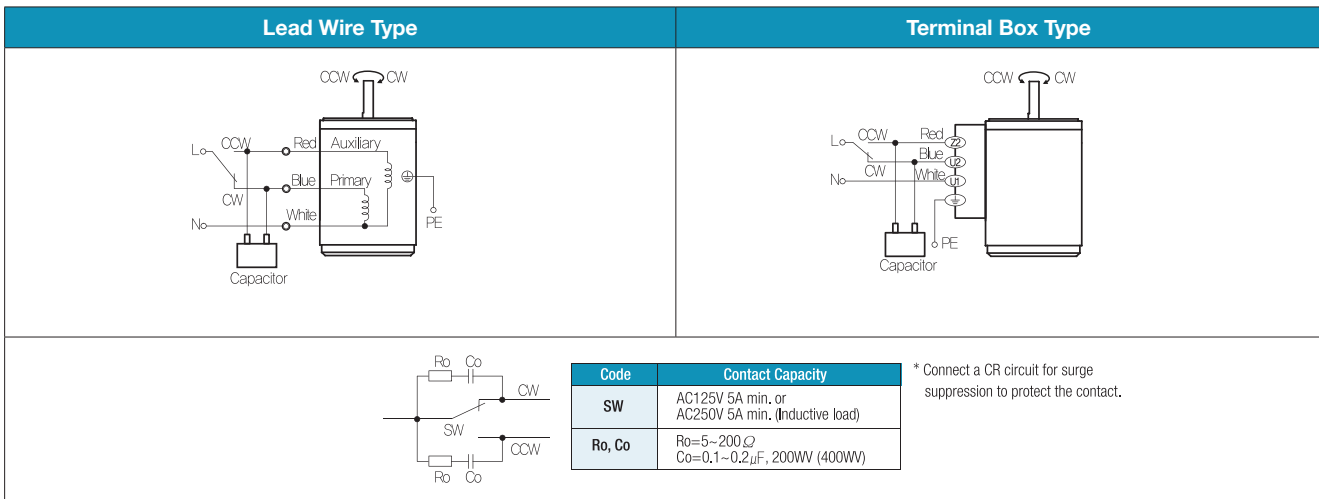 Lead Wire Type
Terminal Box Type
CCW CW
L CCW Red Auxiliary
Blue Primary
CW
N White
PE
Capacitor
CCW CW
L CCW Red Z2
Blue U2
CW
White
N U1
PE
Capacitor
Ro Co
CW
SW
CCW
Ro Co
Code Contact Capacity
SW AC125V 5A min. or
AC250V 5A min. (Inductive load)
Ro, Co Ro=5~200Ω
Co=0.1~0.2μF, 200WV (400WV)
* Connect a CR circuit for surge
suppression to protect the contact.